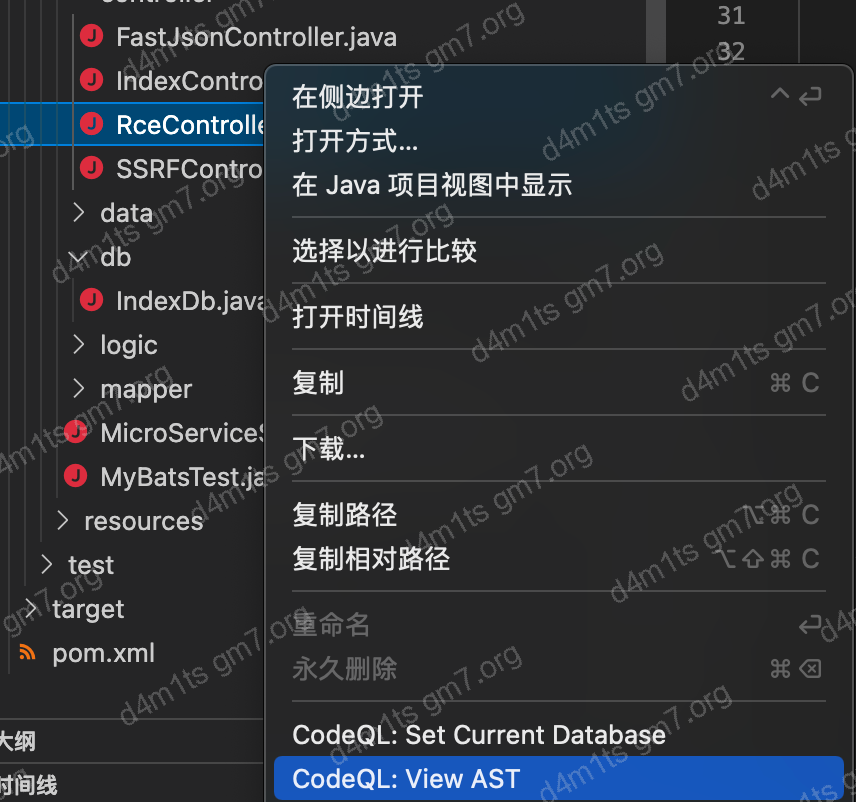 31
FastJsonController.java
32
IndexContro
在侧边打开
打开方式...
RceControlle
SSRFContro
在 Java 项目视图中显示
data
选择以进行比较
db
IndexDb.java
打开时间线
logic
mapper
复制 ⌘ C
MicroServiceS
下载...
MyBatsTest.ja
resources
复制路径 ⌥⌘ C
test
复制相对路径 ⌥⇧⌘ C
target
重命名
pom.xml
永久删除 ⌘ ⌫
大纲
CodeQL: Set Current Database
时间线
CodeQL: View AST
d4m1ts gm7.org